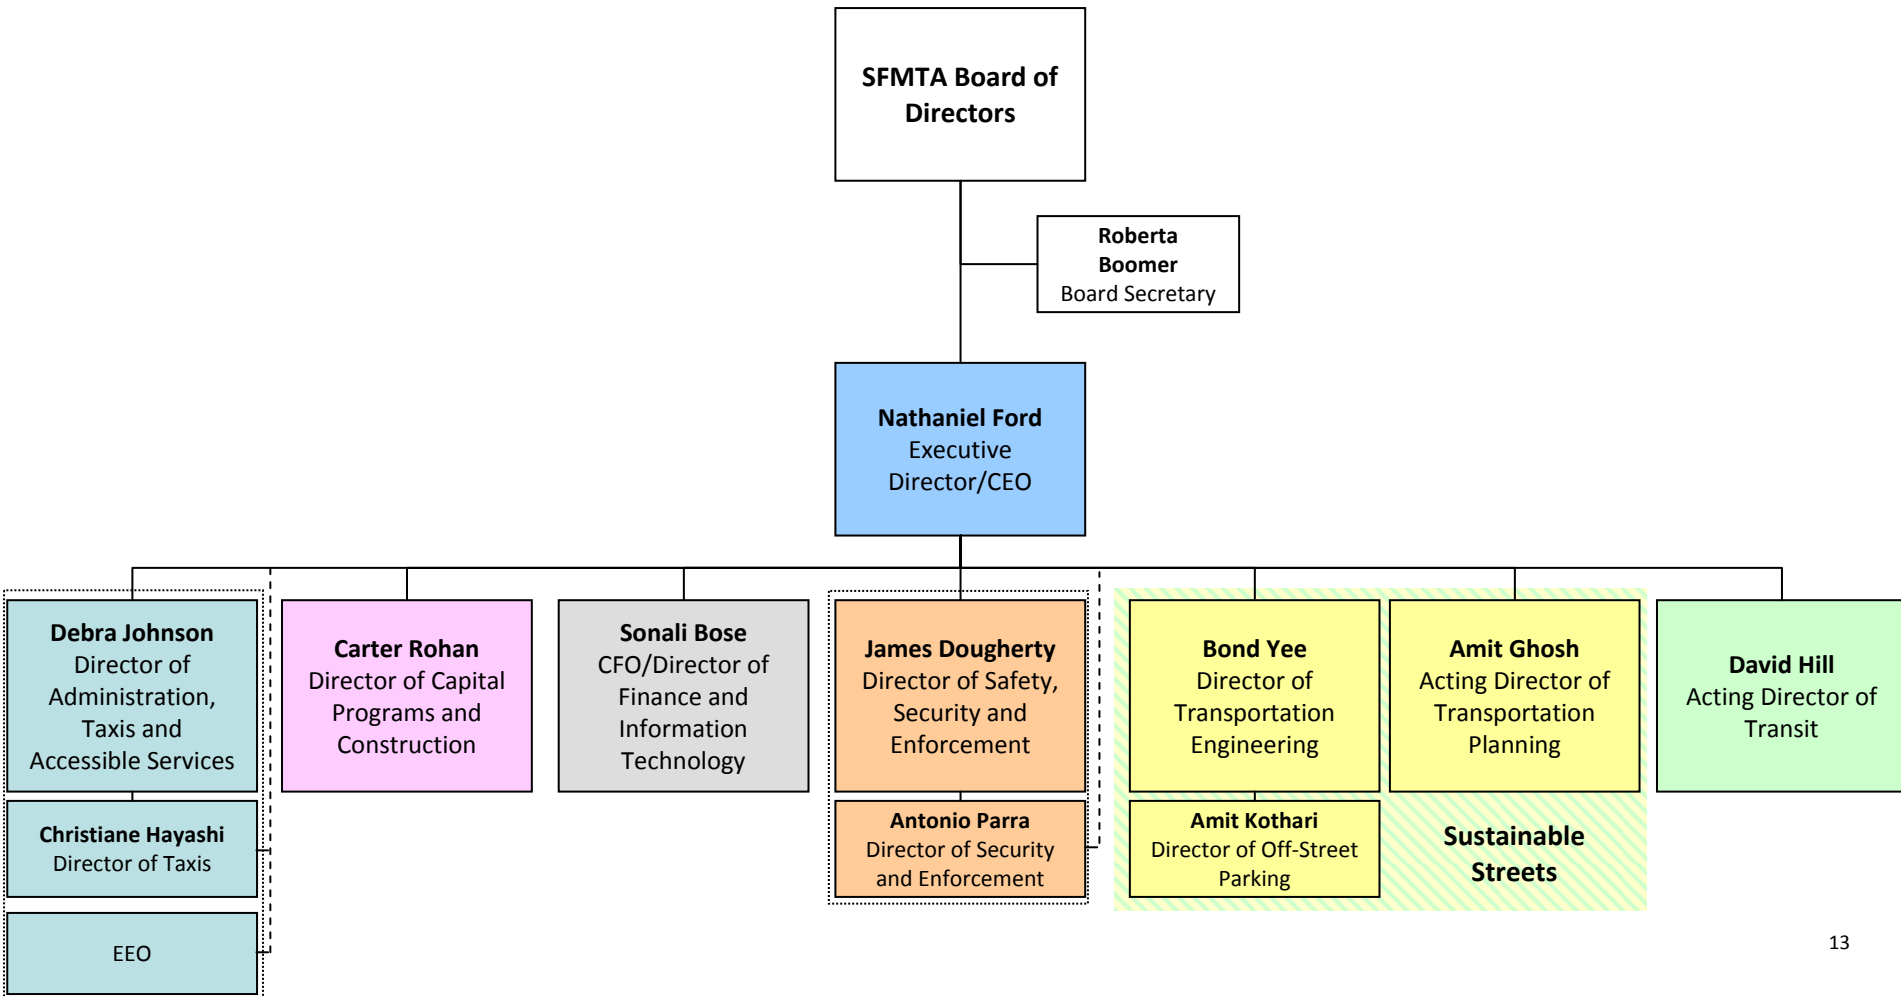 SFMTA Board of
Directors
Roberta
Boomer
Board Secretary
Nathaniel Ford
Executive
Director/CEO
Debra Johnson
Director of
Administration,
Taxis and
Accessible Services
Carter Rohan
Director of Capital
Programs and
Construction
Sonali Bose
CFO/Director of
Finance and
Information
Technology
James Dougherty
Director of Safety,
Security and
Enforcement
Bond Yee
Director of
Transportation
Engineering
Amit Ghosh
Acting Director of
Transportation
Planning
David Hill
Acting Director of
Transit
Christiane Hayashi
Director of Taxis
Antonio Parra
Director of Security
and Enforcement
Amit Kothari
Director of Off-Street
Parking
Sustainable
Streets
EEO
13